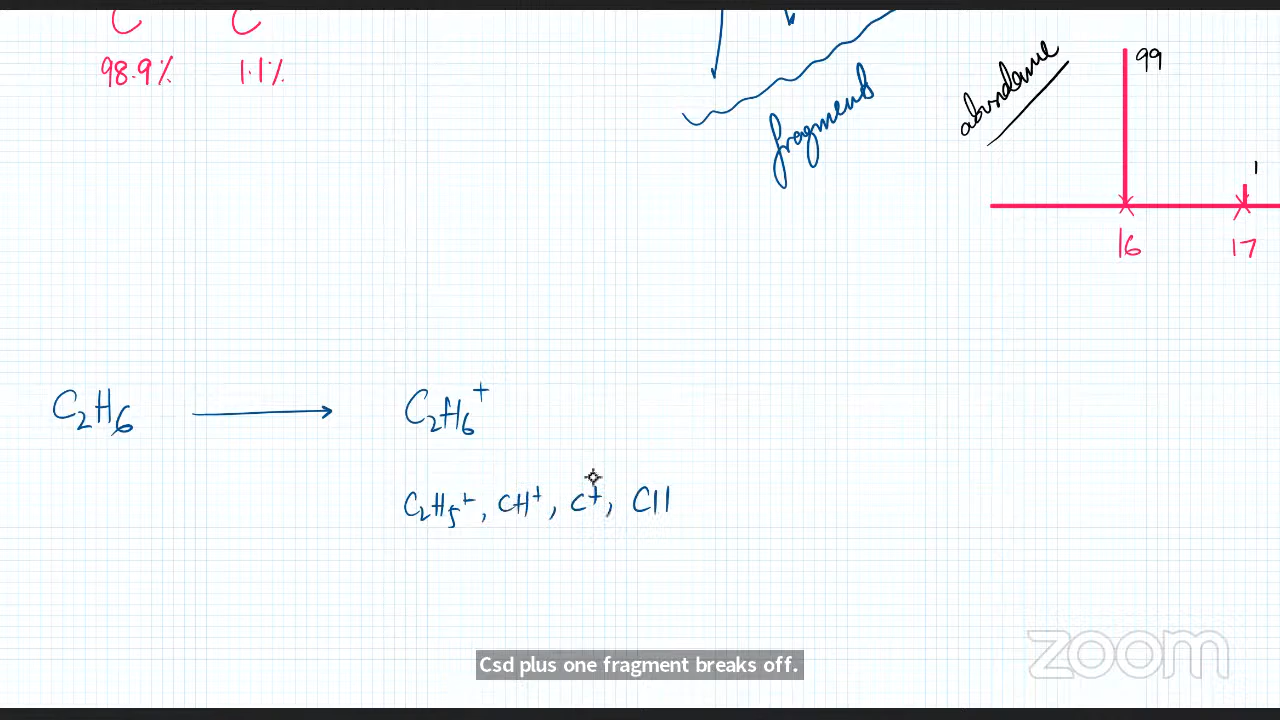 C C
98.9% 1.1%
fragments
abundance
99
1
16 17
C₂H₆ → C₂H₆⁺
C₂H₅⁺, CH⁺, C⁺, CH
Csd plus one fragment breaks off.
zoom